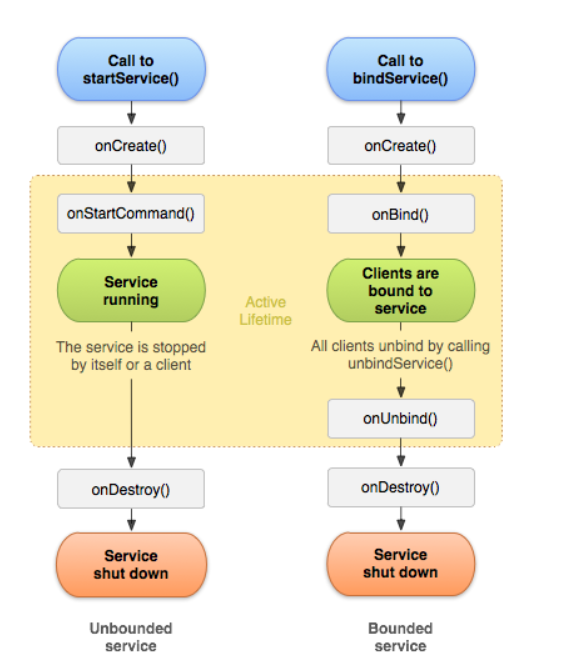 Call to
startService()
onCreate()
onStartCommand()
Service
running
The service is stopped
by itself or a client
onDestroy()
Service
shut down
Unbounded
service
Active
Lifetime
Call to
bindService()
onCreate()
onBind()
Clients are
bound to
service
All clients unbind by calling
unbindService()
onUnbind()
onDestroy()
Service
shut down
Bounded
service